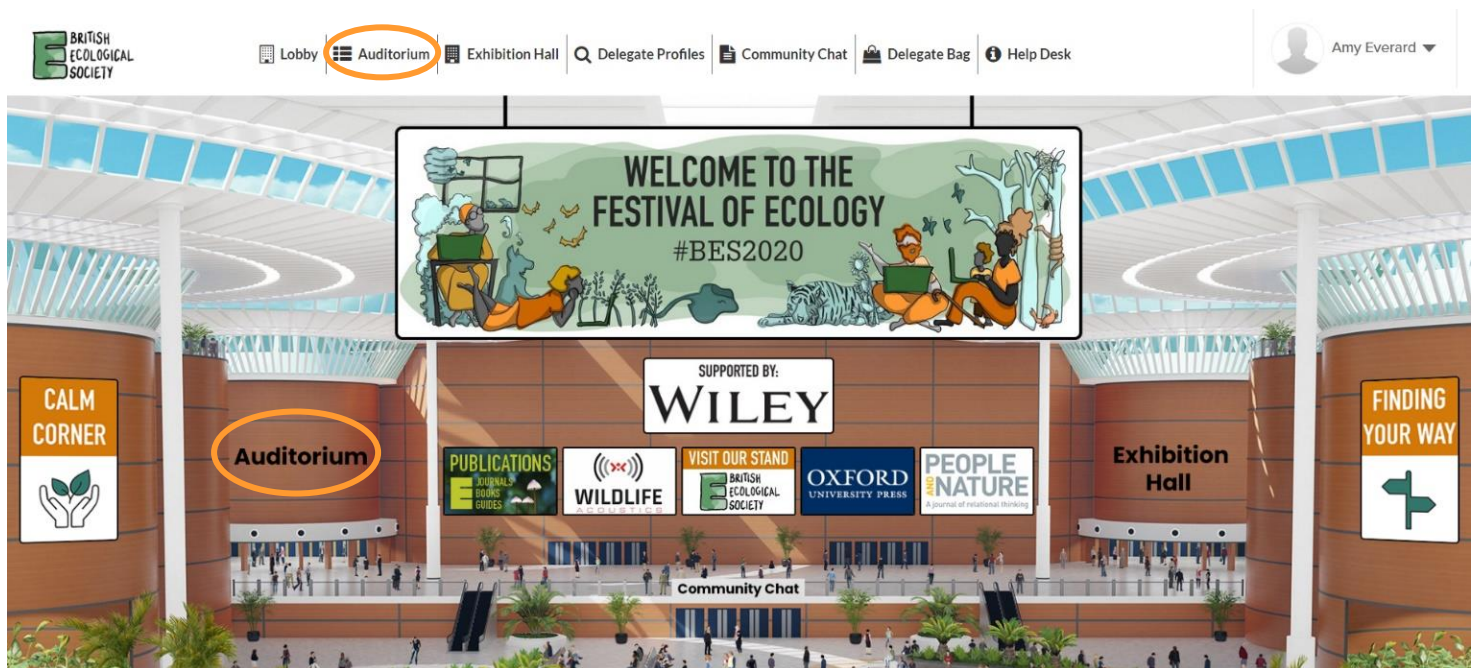 BRITISH
ECOLOGICAL
SOCIETY
Lobby
Auditorium
Exhibition Hall
Delegate Profiles
Community Chat
Delegate Bag
Help Desk
Amy Everard
WELCOME TO THE
FESTIVAL OF ECOLOGY
#BES2020
CALM
CORNER
Auditorium
SUPPORTED BY:
WILEY
PUBLICATIONS
JOURNALS
BOOKS
GUIDES
WILDLIFE
ACOUSTICS
VISIT OUR STAND
BRITISH
ECOLOGICAL
SOCIETY
OXFORD
UNIVERSITY PRESS
PEOPLE
AND NATURE
A journal of relational thinking
Exhibition
Hall
FINDING
YOUR WAY
Community Chat